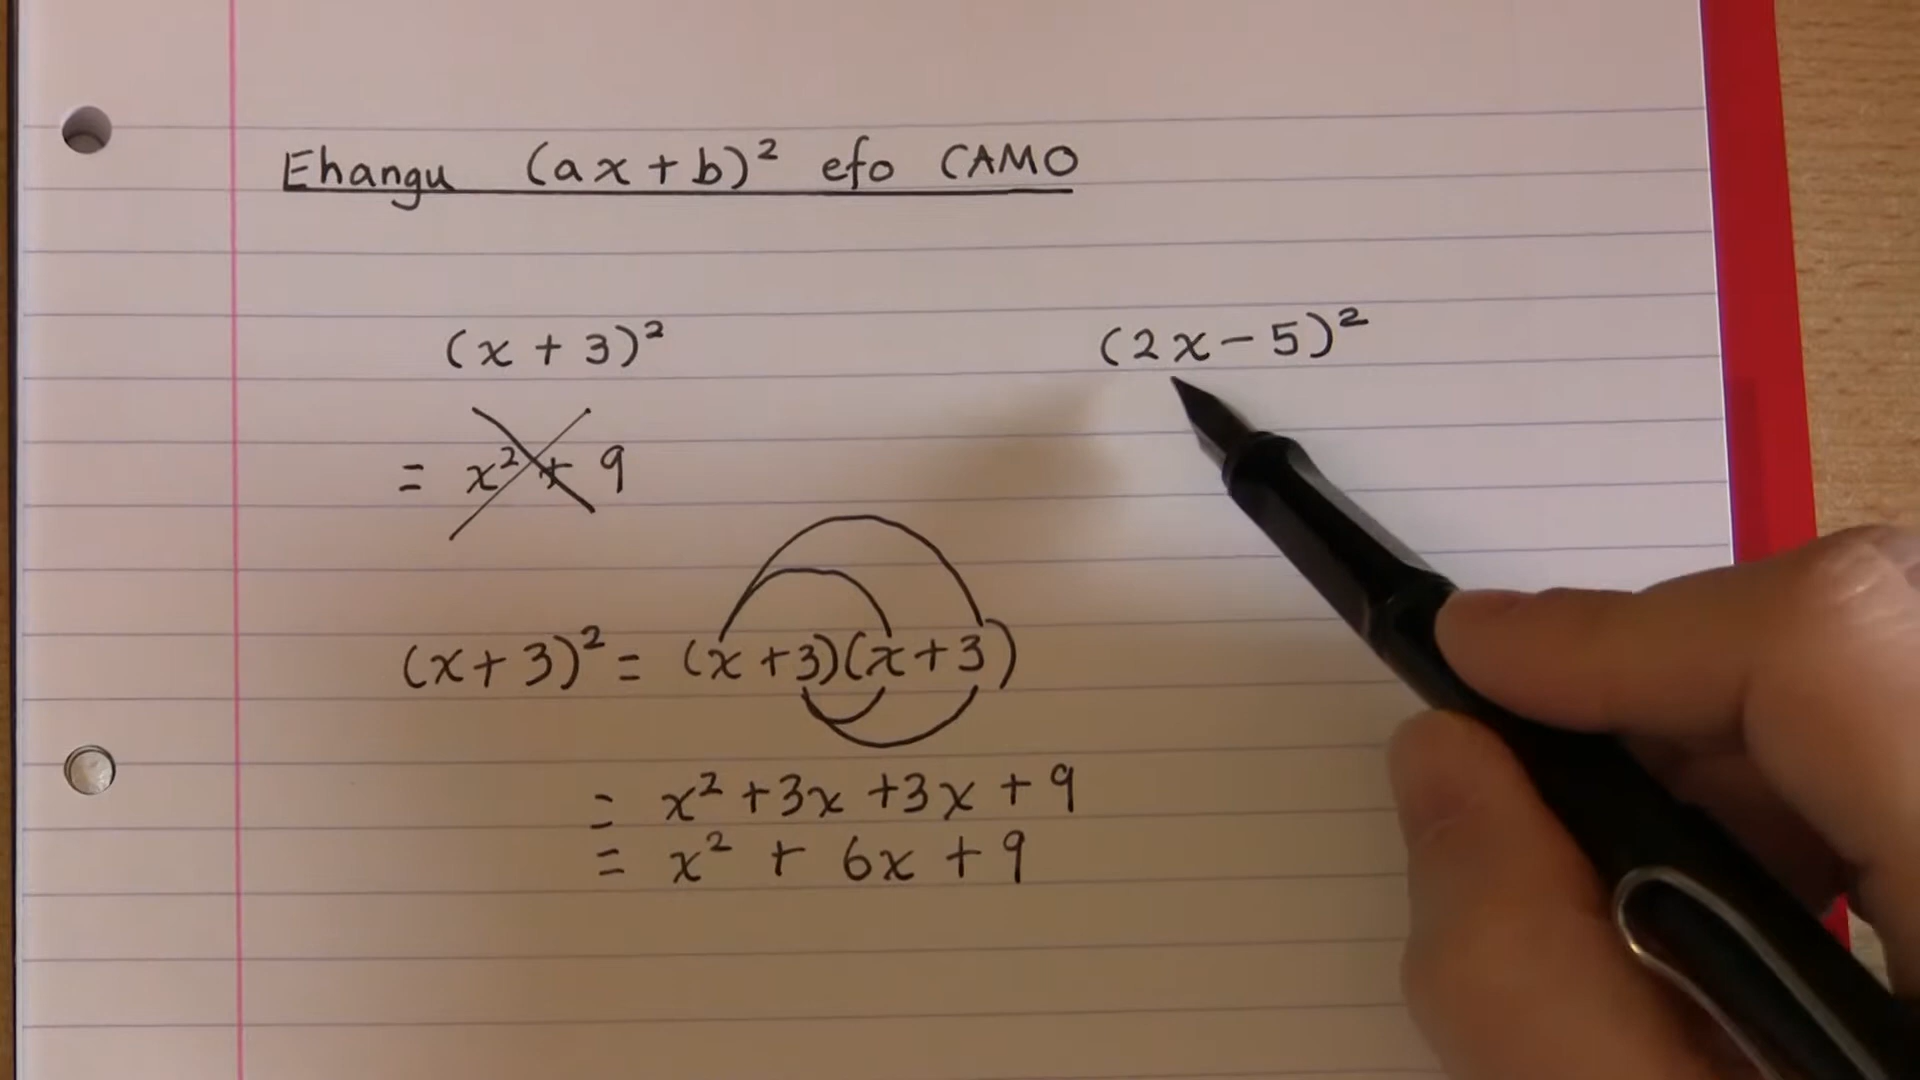 Ehangu (ax + b)² efo CAMO
(x + 3)²
= x² + 9
(x + 3)² = (x + 3)(x + 3)
= x² + 3x + 3x + 9
= x² + 6x + 9
(2x - 5)²